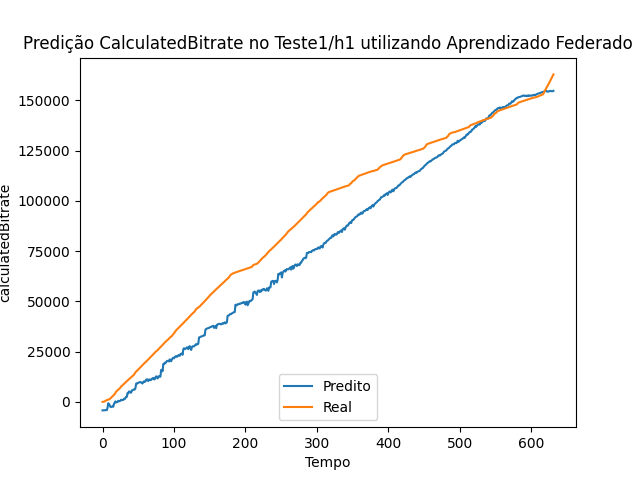 Predição CalculatedBitrate no Teste1/h1 utilizando Aprendizado Federado
calculatedBitrate
150000
125000
100000
75000
50000
25000
0
0 100 200 300 400 500 600
Tempo
Predito
Real